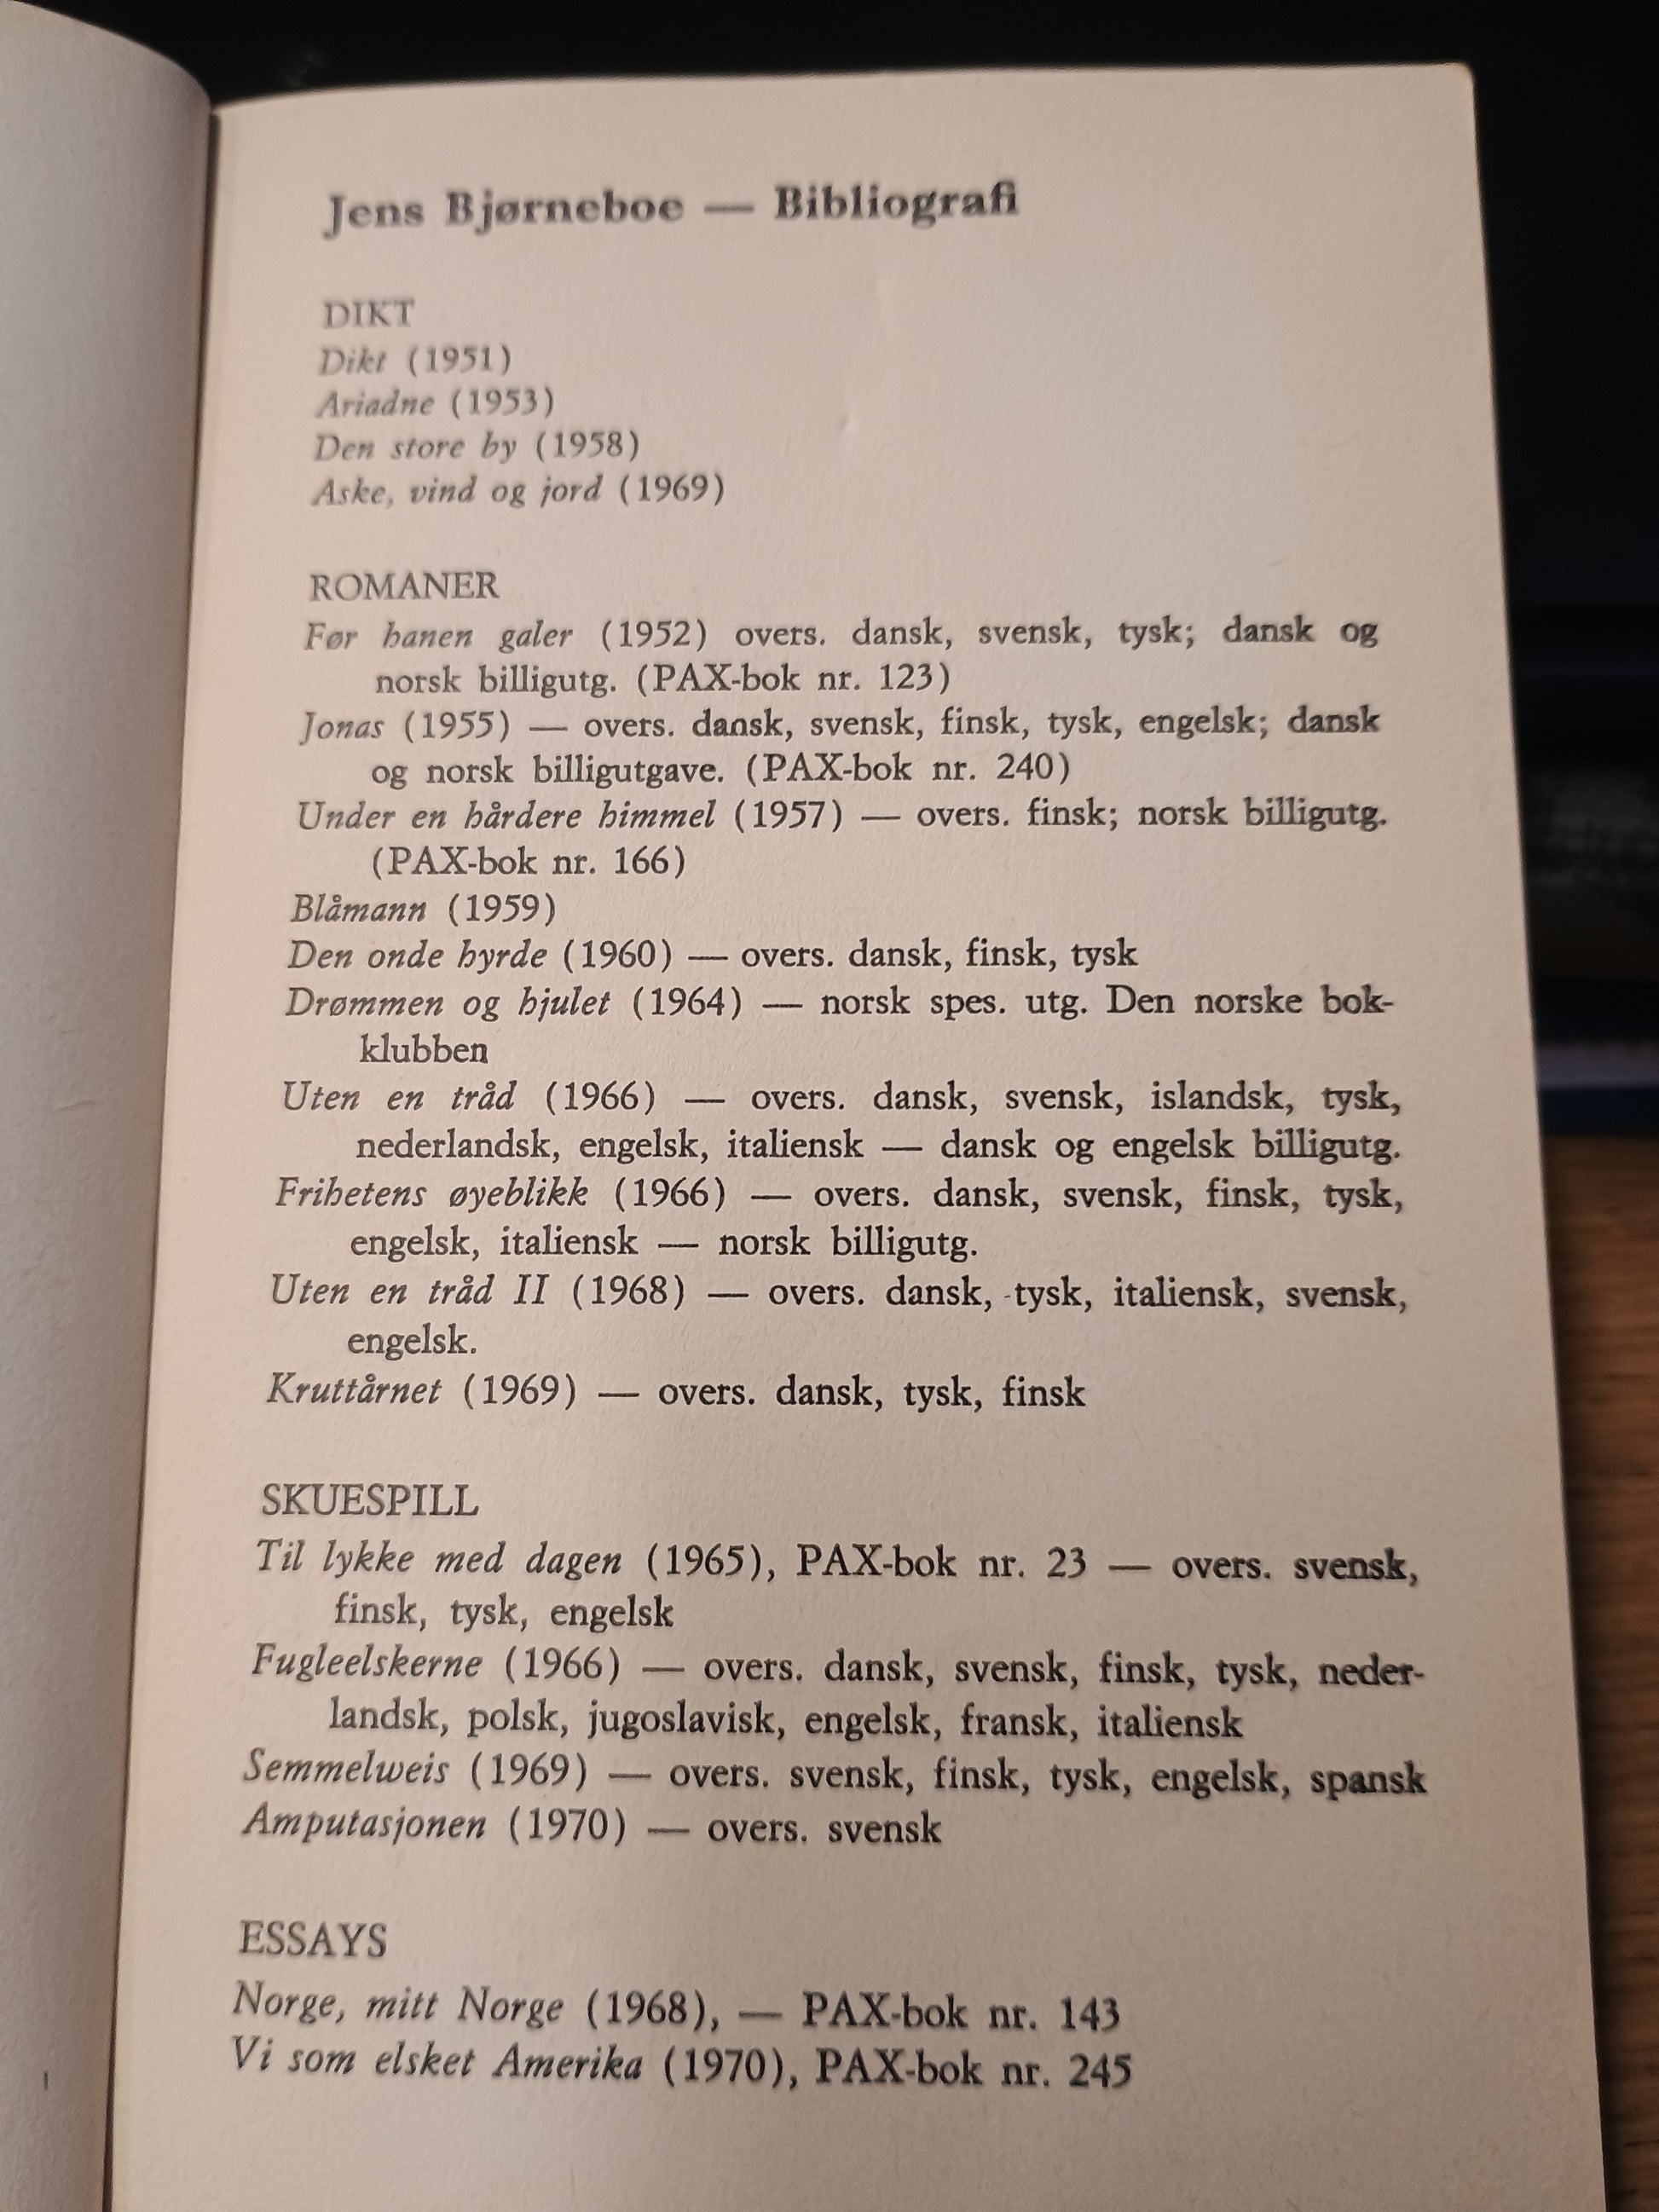 Jens Bjørneboe — Bibliografi
DIKT
Dikt (1951)
Ariadne (1953)
Den store by (1958)
Aske, vind og jord (1969)
ROMANER
Før hanen galer (1952) overs. dansk, svensk, tysk; dansk og
norsk billigutg. (PAX-bok nr. 123)
Jonas (1955) — overs. dansk, svensk, finsk, tysk, engelsk; dansk
og norsk billigutgave. (PAX-bok nr. 240)
Under en hårdere himmel (1957) — overs. finsk; norsk billigutg.
(PAX-bok nr. 166)
Blåmann (1959)
Den onde hyrde (1960) — overs. dansk, finsk, tysk
Drømmen og hjulet (1964) — norsk spes. utg. Den norske bok-
klubben
Uten en tråd (1966) — overs. dansk, svensk, islandsk, tysk,
nederlandsk, engelsk, italiensk — dansk og engelsk billigutg.
Frihetens øyeblikk (1966) — overs. dansk, svensk, finsk, tysk,
engelsk, italiensk — norsk billigutg.
Uten en tråd II (1968) — overs. dansk, tysk, italiensk, svensk,
engelsk.
Kruttårnet (1969) — overs. dansk, tysk, finsk
SKUESPILL
Til lykke med dagen (1965), PAX-bok nr. 23 — overs. svensk,
finsk, tysk, engelsk
Fugleelskerne (1966) — overs. dansk, svensk, finsk, tysk, neder-
landsk, polsk, jugoslavisk, engelsk, fransk, italiensk
Semmelweis (1969) — overs. svensk, finsk, tysk, engelsk, spansk
Amputasjonen (1970) — overs. svensk
ESSAYS
Norge, mitt Norge (1968), — PAX-bok nr. 143
Vi som elsket Amerika (1970), PAX-bok nr. 245